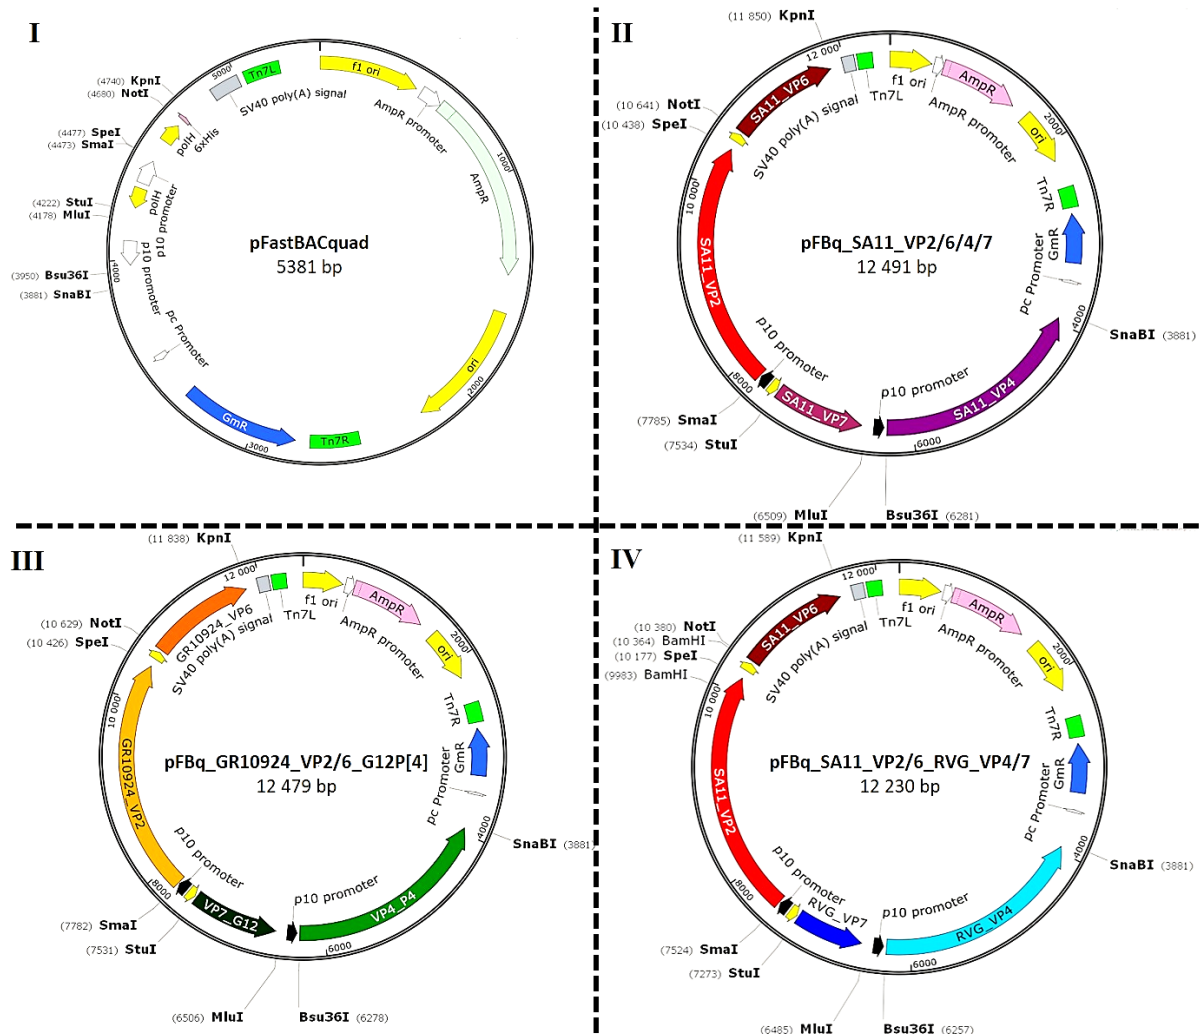 I
pFastBACquad
5381 bp
(4740) KpnI
(4680) NotI
(4477) SpeI
(4473) SmaI
(4222) StuI
(4178) MluI
(3950) Bsu36I
(3881) SnaBI
5000
Tn7L
SV40 poly(A) signal
6xHis
polH
p10 promoter
polH
p10 promoter
4000
pc Promoter
GmR
3000
Tn7R
2000
ori
1000
AmpR
AmpR promoter
f1 ori
II
pFBq_SA11_VP2/6/4/7
12 491 bp
(11 850) KpnI
12 000
(10 641) NotI
(10 438) SpeI
10 000
SA11_VP6
SV40 poly(A) signal
Tn7L
f1 ori
AmpR promoter
AmpR
2000
ori
Tn7R
GmR
pc Promoter
4000
SnaBI (3881)
SA11_VP4
6000
p10 promoter
Bsu36I (6281)
(6509) MluI
SA11_VP7
(7534) StuI
(7785) SmaI
8000
p10 promoter
SA11_VP2
III
pFBq_GR10924_VP2/6_G12P[4]
12 479 bp
(11 838) KpnI
12 000
(10 629) NotI
(10 426) SpeI
10 000
GR10924_VP6
SV40 poly(A) signal
Tn7L
f1 ori
AmpR promoter
AmpR
2000
ori
Tn7R
GmR
pc Promoter
4000
SnaBI (3881)
VP4_P4
6000
p10 promoter
Bsu36I (6278)
(6506) MluI
VP7_G12
(7531) StuI
(7782) SmaI
8000
p10 promoter
GR10924_VP2
IV
pFBq_SA11_VP2/6_RVG_VP4/7
12 230 bp
(11 589) KpnI
12 000
(10 380) NotI
(10 364) BamHI
(10 177) SpeI
(9983) BamHI
10 000
SA11_VP6
SV40 poly(A) signal
Tn7L
f1 ori
AmpR promoter
AmpR
2000
ori
Tn7R
GmR
pc Promoter
4000
SnaBI (3881)
RVG_VP4
6000
p10 promoter
Bsu36I (6257)
(6485) MluI
RVG_VP7
(7273) StuI
(7524) SmaI
8000
p10 promoter
SA11_VP2